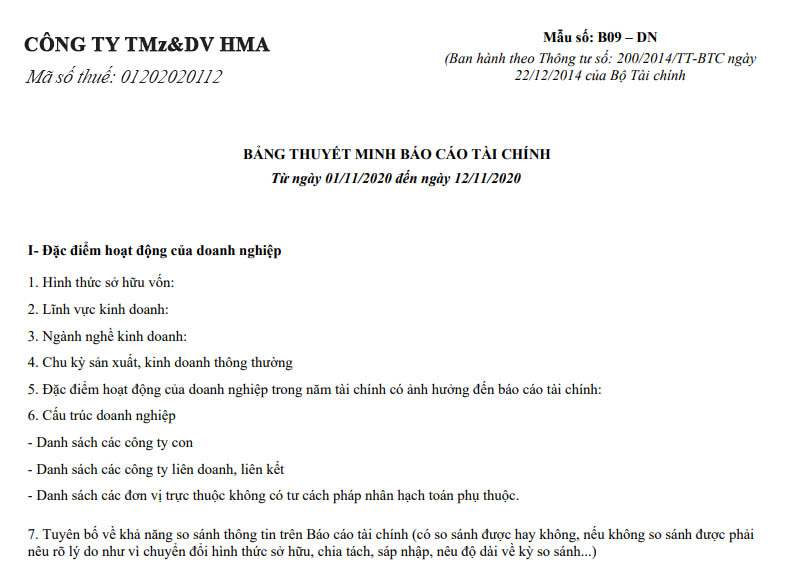 CÔNG TY TMz&DV HMA
Mã số thuế: 01202020112
Mẫu số: B09 – DN
(Ban hành theo Thông tư số: 200/2014/TT-BTC ngày
22/12/2014 của Bộ Tài chính
BẢNG THUYẾT MINH BÁO CÁO TÀI CHÍNH
Từ ngày 01/11/2020 đến ngày 12/11/2020
I- Đặc điểm hoạt động của doanh nghiệp
1. Hình thức sở hữu vốn:
2. Lĩnh vực kinh doanh:
3. Ngành nghề kinh doanh:
4. Chu kỳ sản xuất, kinh doanh thông thường
5. Đặc điểm hoạt động của doanh nghiệp trong năm tài chính có ảnh hưởng đến báo cáo tài chính:
6. Cấu trúc doanh nghiệp
- Danh sách các công ty con
- Danh sách các công ty liên doanh, liên kết
- Danh sách các đơn vị trực thuộc không có tư cách pháp nhân hạch toán phụ thuộc.
7. Tuyên bố về khả năng so sánh thông tin trên Báo cáo tài chính (có so sánh được hay không, nếu không so sánh được phải
nêu rõ lý do như vì chuyển đổi hình thức sở hữu, chia tách, sáp nhập, nêu độ dài về kỳ so sánh...)